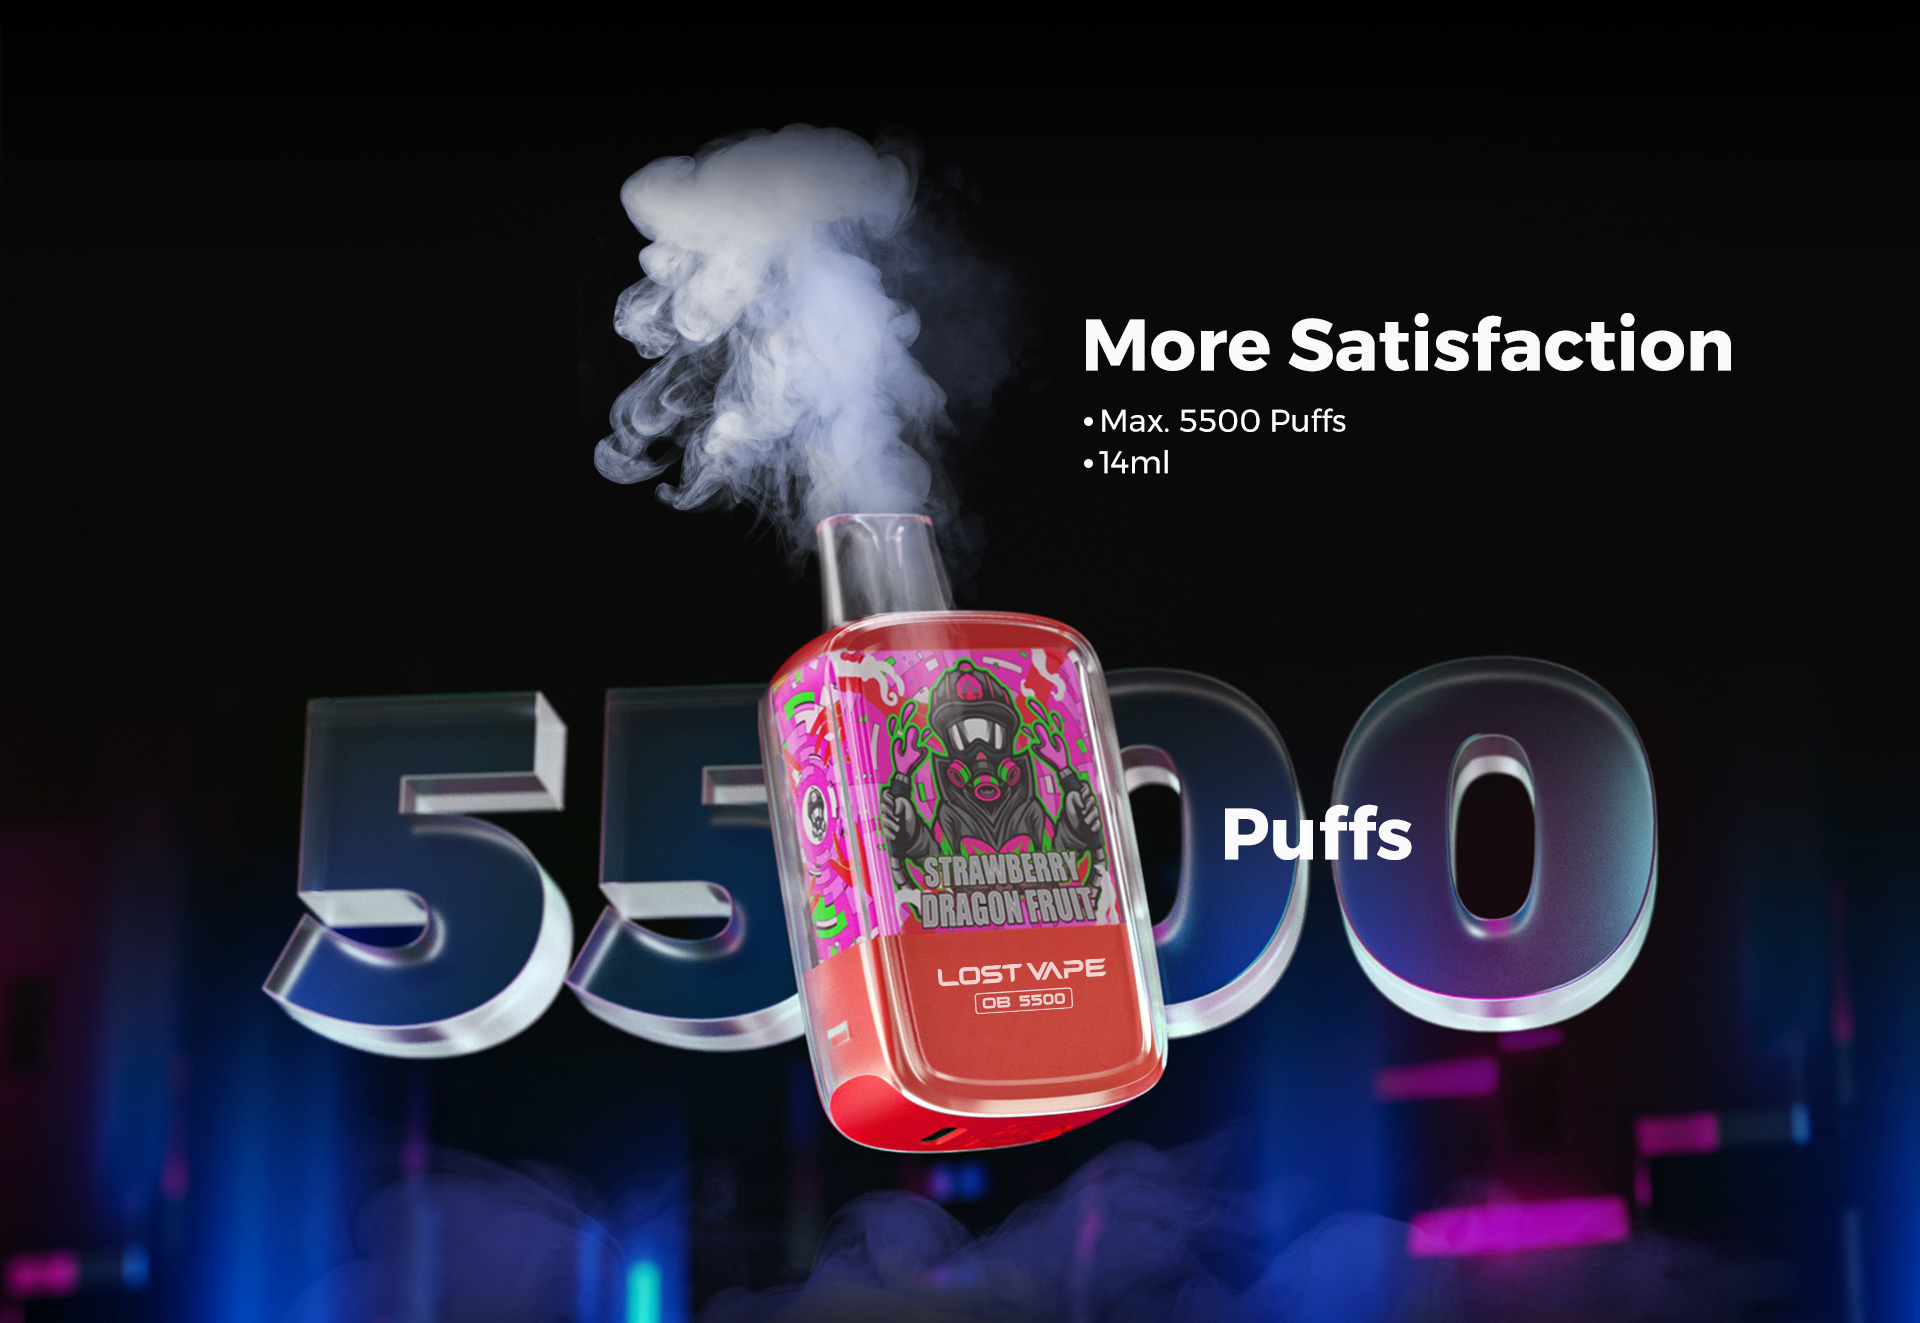 More Satisfaction
• Max. 5500 Puffs
• 14ml
5500
Puffs
STRAWBERRY
DRAGON FRUIT
LOST VAPE
OB 5500